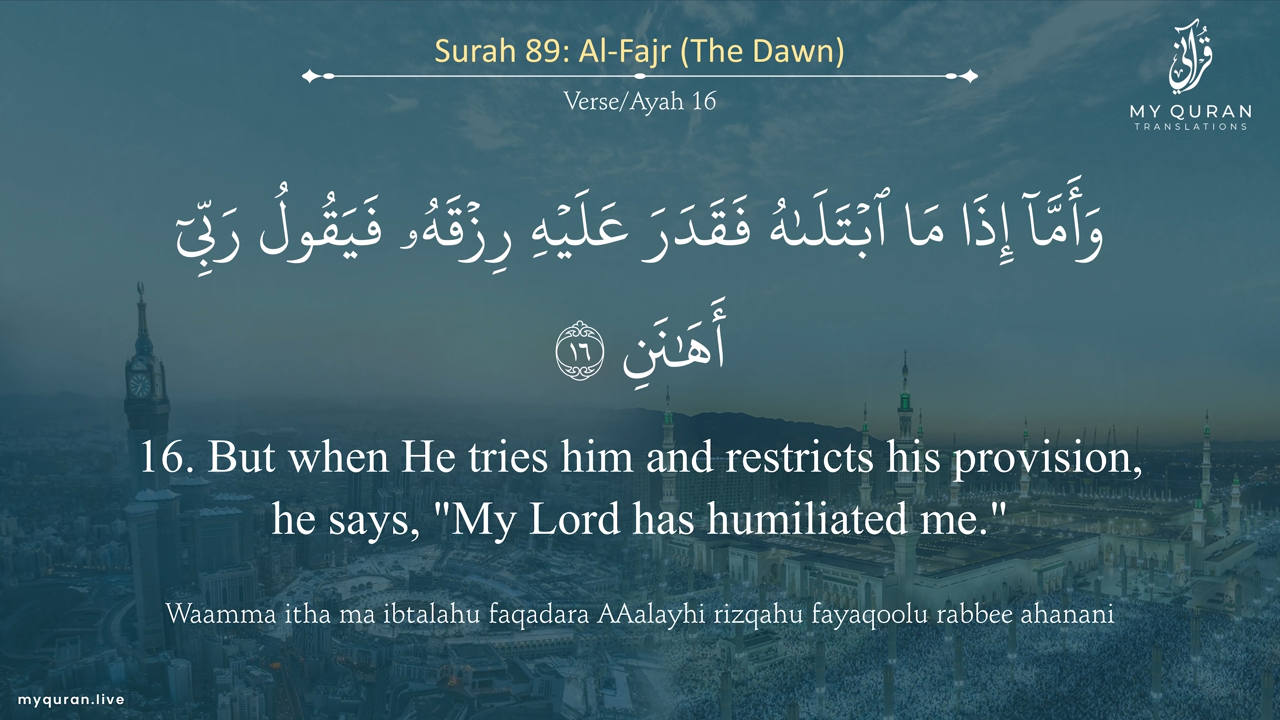 Surah 89: Al-Fajr (The Dawn)
Verse/Ayah 16
قرآني
MY QURAN
TRANSLATIONS
وَأَمَّآ إِذَا مَا ٱبْتَلَىٰهُ فَقَدَرَ عَلَيْهِ رِزْقَهُۥ فَيَقُولُ رَبِّىٓ
أَهَـٰنَنِ ١٦
16. But when He tries him and restricts his provision,
he says, "My Lord has humiliated me."
Waamma itha ma ibtalahu faqadara AAalayhi rizqahu fayaqoolu rabbee ahanani
myquran.live